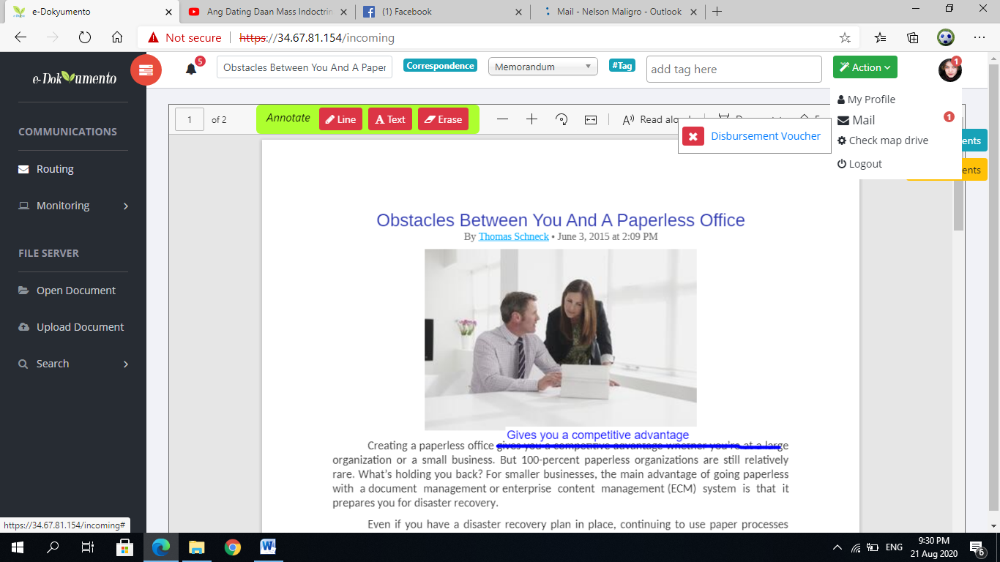 e-Dokyumento
Ang Dating Daan Mass Indoctrin
(1) Facebook
Mail - Nelson Maligro - Outlook
Not secure
https://34.67.81.154/incoming
e-Dokyumento
5
Obstacles Between You And A Paper
Correspondence
Memorandum
#Tag
add tag here
Action
1
My Profile
Mail
1
Check map drive
Logout
COMMUNICATIONS
Routing
Monitoring
FILE SERVER
Open Document
Upload Document
Search
1
of 2
Annotate
Line
Text
Erase
Read
Disbursement Voucher
ents
ents
Obstacles Between You And A Paperless Office
By Thomas Schneck • June 3, 2015 at 2:09 PM
Gives you a competitive advantage
Creating a paperless office gives you a competitive advantage whether you're at a large
organization or a small business. But 100-percent paperless organizations are still relatively
rare. What's holding you back? For smaller businesses, the main advantage of going paperless
with a document management or enterprise content management (ECM) system is that it
prepares you for disaster recovery.
Even if you have a disaster recovery plan in place, continuing to use paper processes
https://34.67.81.154/incoming#
ENG
9:30 PM
21 Aug 2020
6